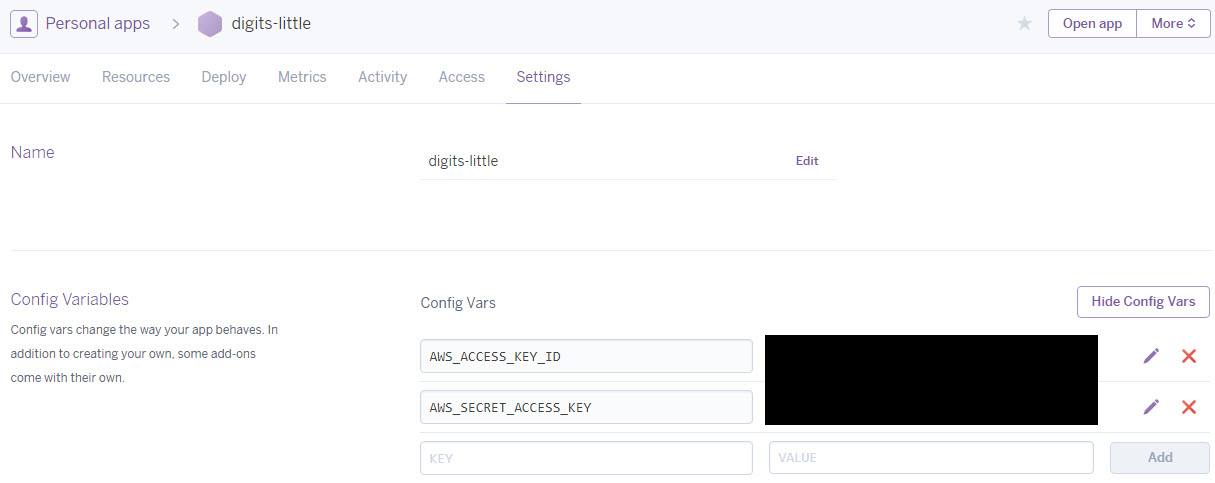 Personal apps > digits-little
Open app
More
Overview Resources Deploy Metrics Activity Access Settings
Name
digits-little
Edit
Config Variables
Config vars change the way your app behaves. In
addition to creating your own, some add-ons
come with their own.
Config Vars
Hide Config Vars
AWS_ACCESS_KEY_ID
AWS_SECRET_ACCESS_KEY
KEY
VALUE
Add